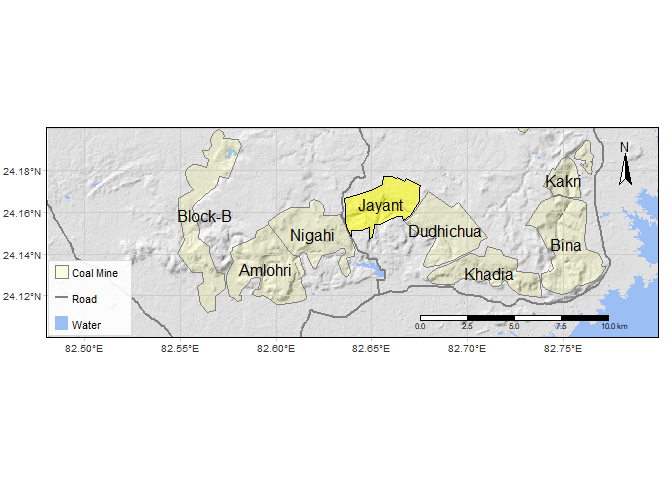 N
24.18°N
24.16°N
24.14°N
24.12°N
Kakri
Jayant
Block-B
Dudhichua
Nigahi
Bina
Amlohri
Khadia
Coal Mine
Road
Water
0.0 2.5 5.0 7.5 10.0 km
82.50°E 82.55°E 82.60°E 82.65°E 82.70°E 82.75°E